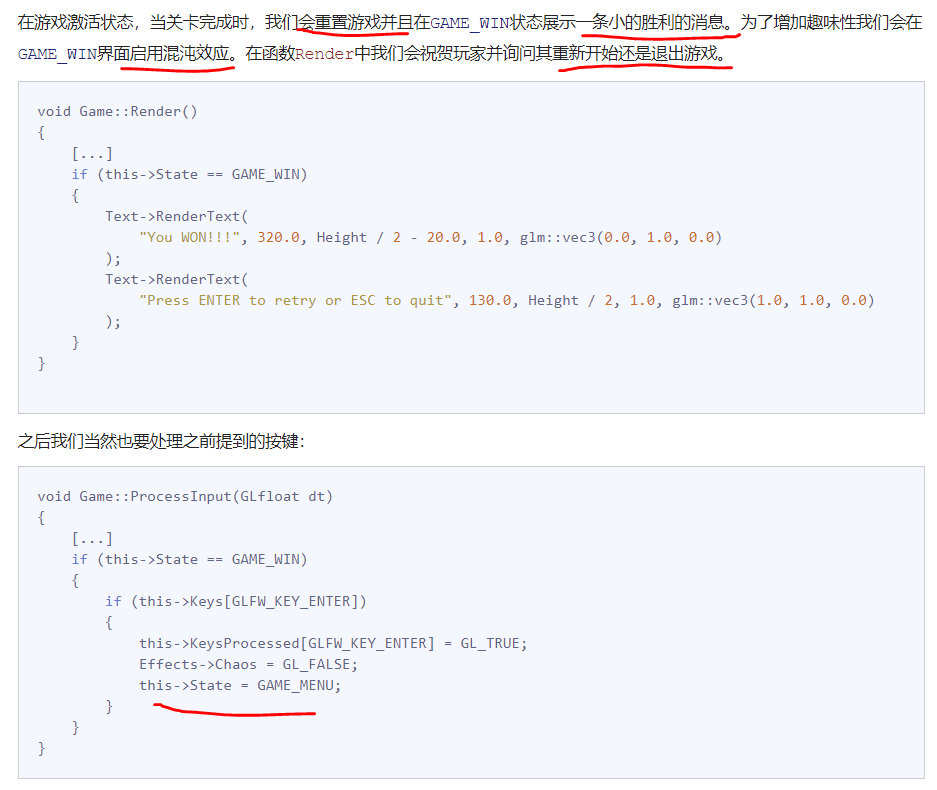 在游戏激活状态，当关卡完成时，我们会重置游戏并且在GAME_WIN状态展示一条小的胜利的消息。为了增加趣味性我们会在
GAME_WIN界面启用混沌效应。在函数Render中我们会祝贺玩家并询问其重新开始还是退出游戏。
void Game::Render()
{
    [...]
    if (this->State == GAME_WIN)
    {
        Text->RenderText(
            "You WON!!!", 320.0, Height / 2 - 20.0, 1.0, glm::vec3(0.0, 1.0, 0.0)
        );
        Text->RenderText(
            "Press ENTER to retry or ESC to quit", 130.0, Height / 2, 1.0, glm::vec3(1.0, 1.0, 0.0)
        );
    }
}
之后我们当然也要处理之前提到的按键：
void Game::ProcessInput(GLfloat dt)
{
    [...]
    if (this->State == GAME_WIN)
    {
        if (this->Keys[GLFW_KEY_ENTER])
        {
            this->KeysProcessed[GLFW_KEY_ENTER] = GL_TRUE;
            Effects->Chaos = GL_FALSE;
            this->State = GAME_MENU;
        }
    }
}